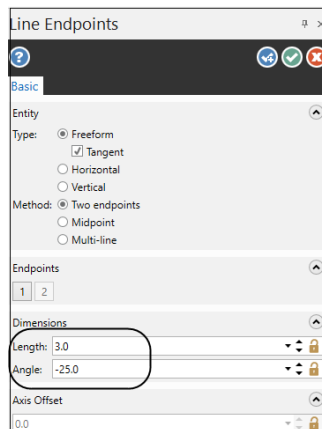 Line Endpoints
Basic
Entity
Type: Freeform
Tangent
Horizontal
Vertical
Method: Two endpoints
Midpoint
Multi-line
Endpoints
1 2
Dimensions
Length: 3.0
Angle: -25.0
Axis Offset
0.0